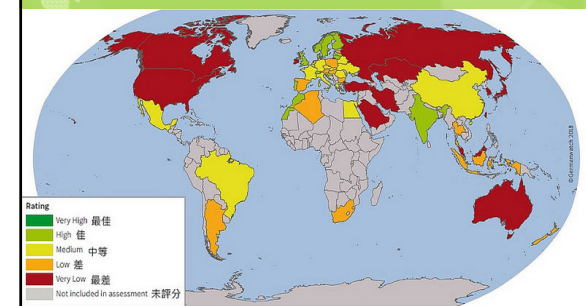 Rating
Very High 最佳
High 佳
Medium 中等
Low 差
Very Low 最差
Not included in assessment 未評分
©Germanwatch 2018